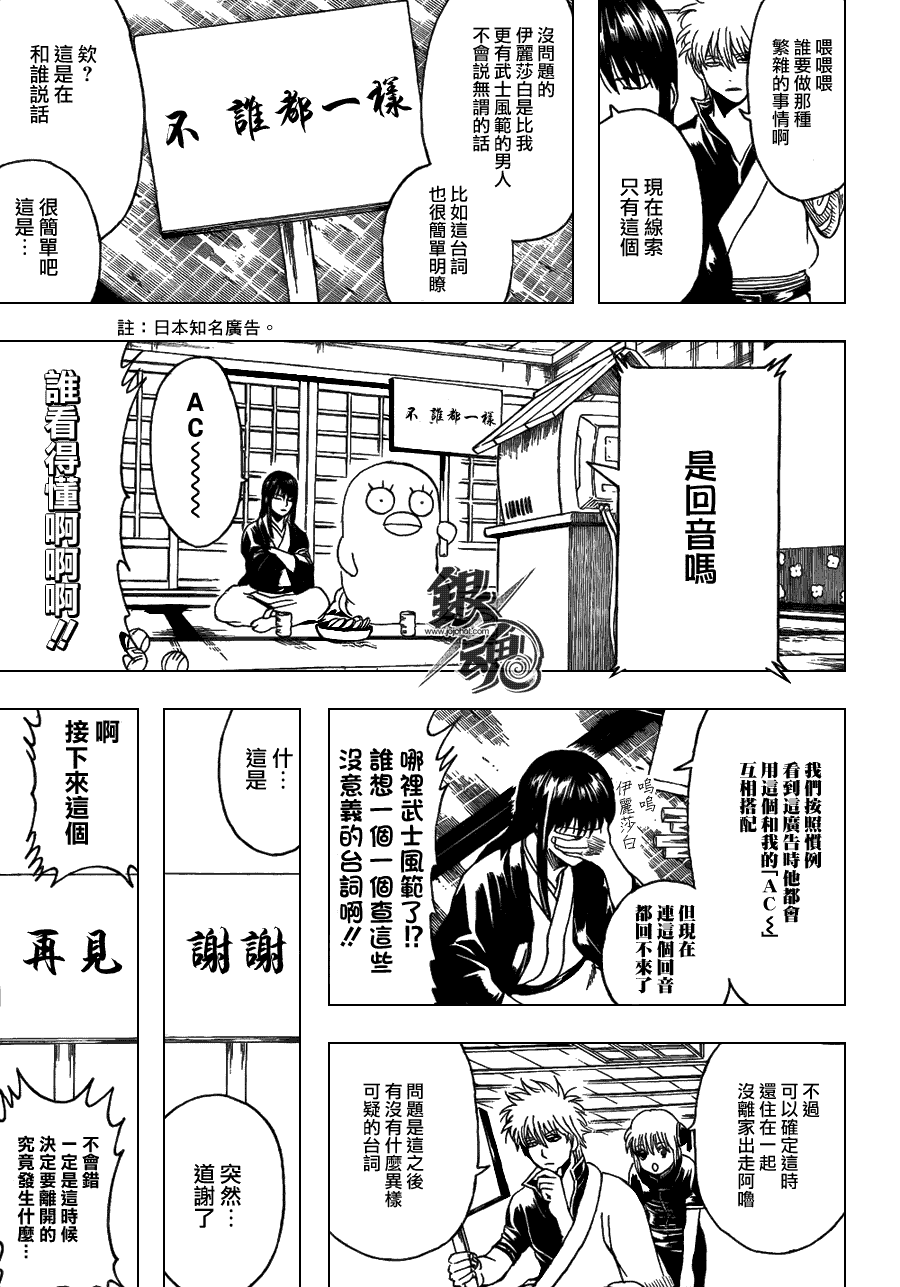 喂喂喂
誰要做那種
繁雜的事情啊
現在線索
只有這個
沒問題的
伊麗莎白是比我
更有武士風範的男人
不會說無謂的話
比如這台詞
也很簡單明瞭
不 誰都一樣
欸?
這是在
和誰說話
很簡單吧
這是…
註：日本知名廣告。
是回音嗎
不 誰都一樣
AC~~~~
誰看得懂啊啊啊!!
銀魂
www.jojohot.com
我們按照慣例
看到這廣告時他都會
用這個和我的「AC~」
互相搭配
嗚嗚
伊麗莎白
但現在
連這個回音
都回不來了
哪裡武士風範了!?
誰想一個一個查這些
沒意義的台詞啊!!
什…
這是
謝謝
突然…
道謝了
啊
接下來這個
再見
不會錯
一定是這時候
決定要離開的
究竟發生什麼…
不過
可以確定這時
還住在一起
沒離家出走阿嚕
問題是這之後
有沒有什麼異樣
可疑的台詞